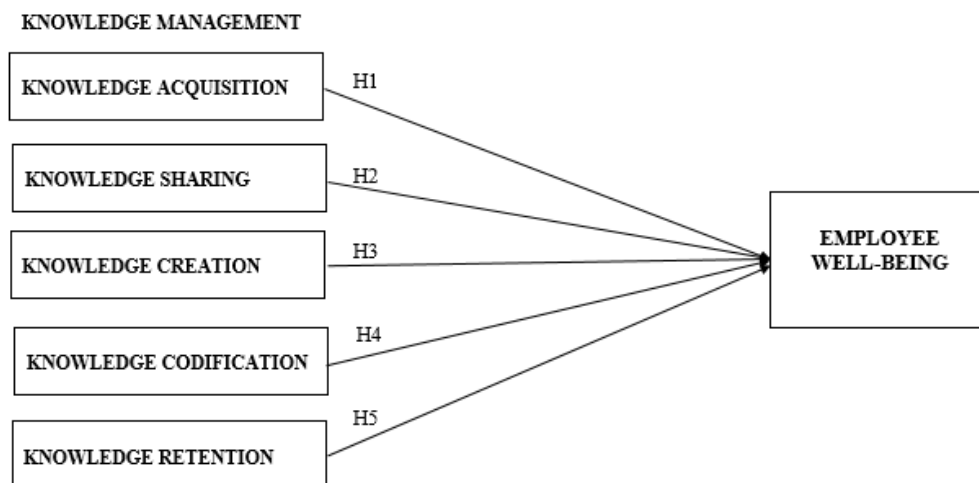 KNOWLEDGE MANAGEMENT
KNOWLEDGE ACQUISITION
H1
KNOWLEDGE SHARING
H2
KNOWLEDGE CREATION
H3
KNOWLEDGE CODIFICATION
H4
KNOWLEDGE RETENTION
H5
EMPLOYEE
WELL-BEING